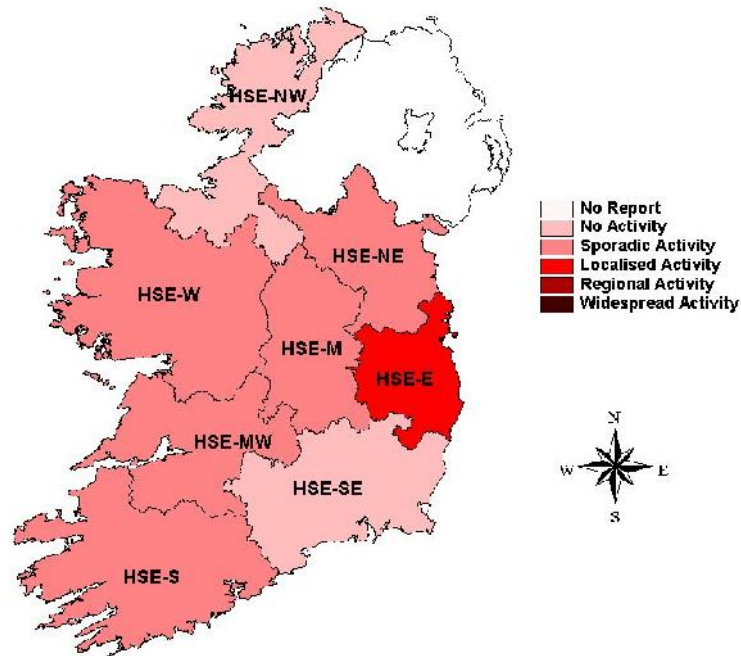 HSE-NW
No Report
No Activity
Sporadic Activity
Localised Activity
Regional Activity
Widespread Activity
HSE-NE
HSE-W
HSE-M
HSE-E
HSE-MW
HSE-SE
HSE-S
N
W
E
S